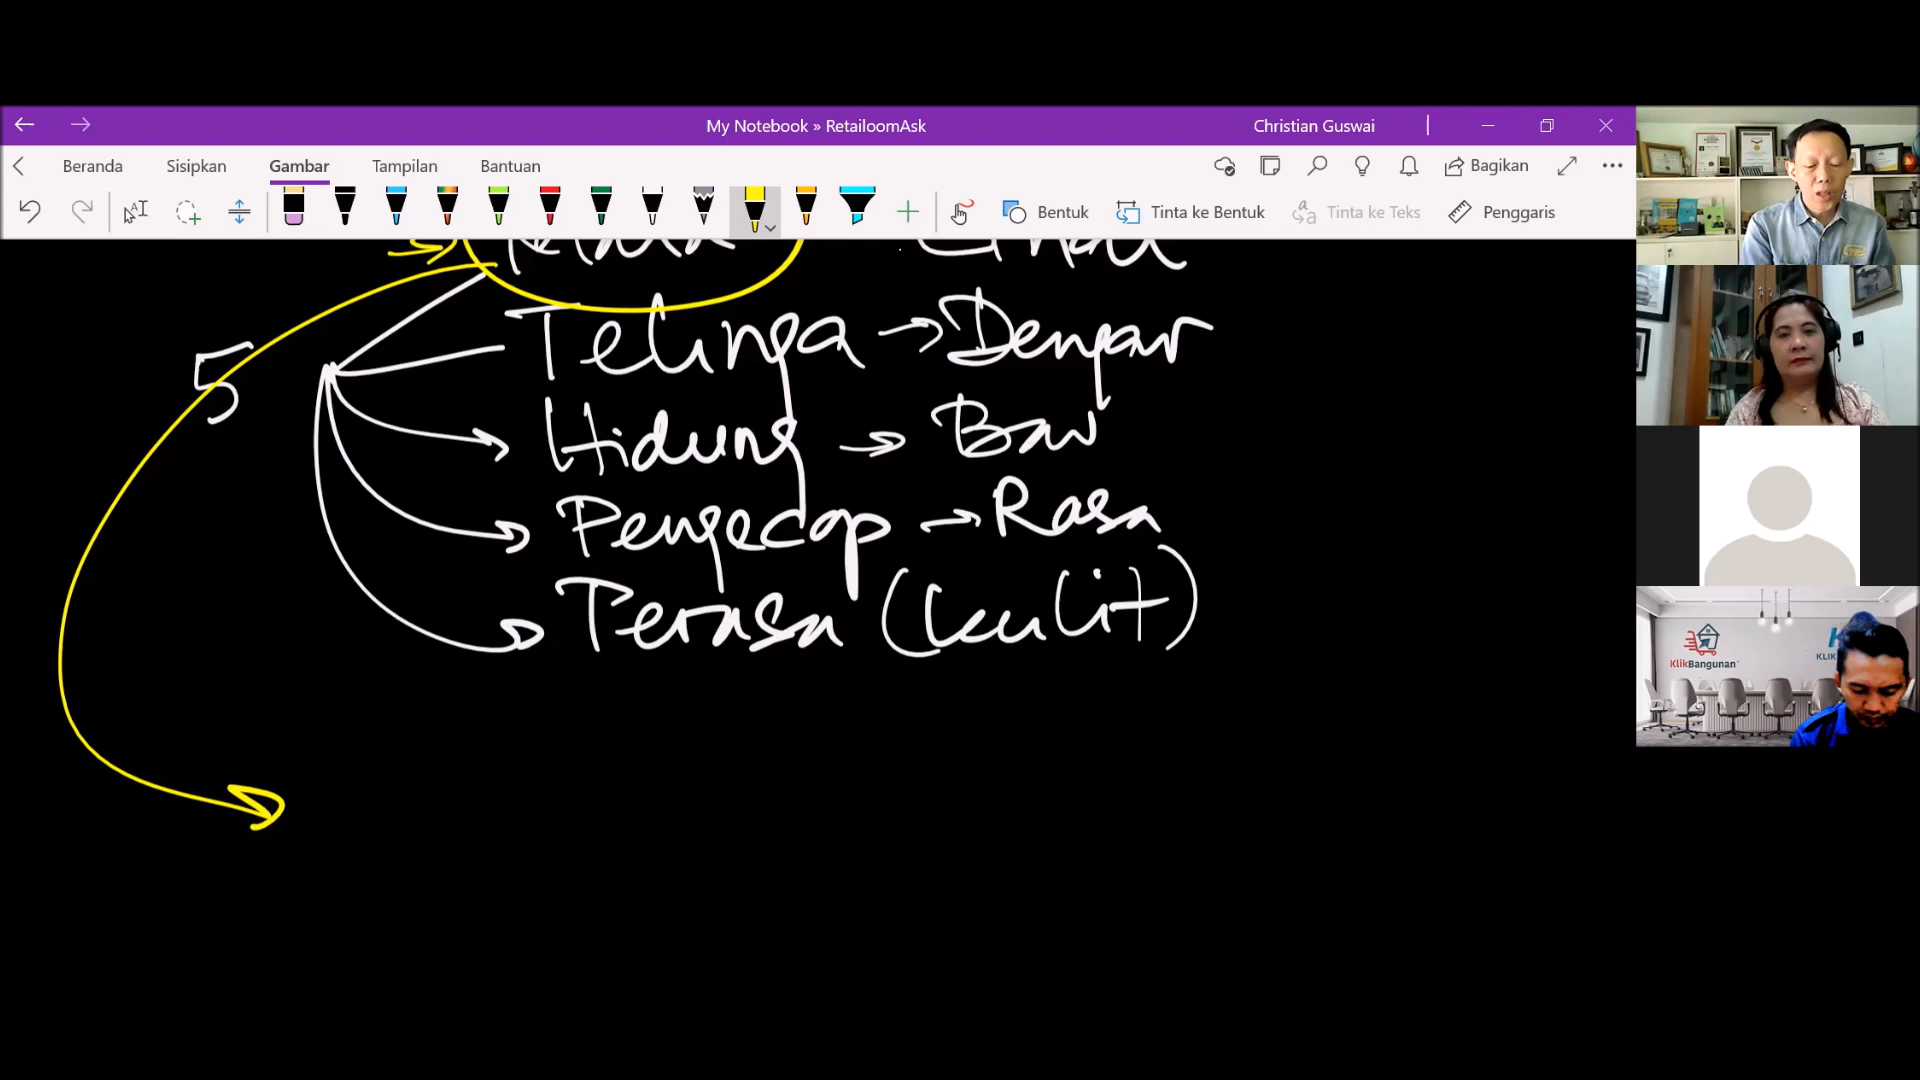 My Notebook » RetailoomAsk
Christian Guswai
Beranda Sisipkan Gambar Tampilan Bantuan
Bagikan
Bentuk Tinta ke Bentuk Tinta ke Teks Penggaris
5
Telinga → Dengar
Hidung → Bau
Pengecap → Rasa
Terasa (kulit)
KlikBangunan